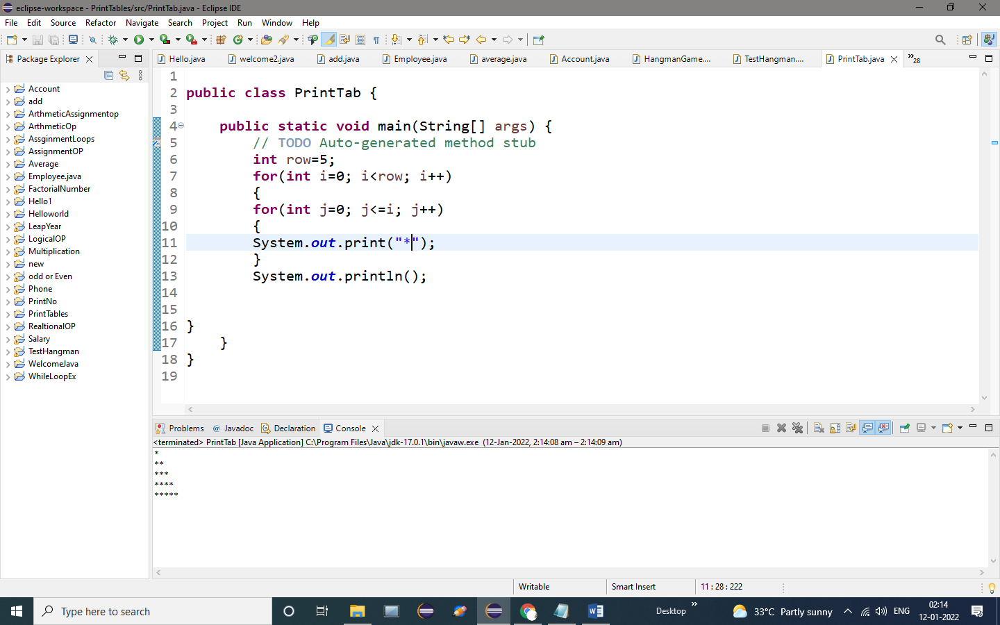 eclipse-workspace - PrintTables/src/PrintTab.java - Eclipse IDE
File Edit Source Refactor Navigate Search Project Run Window Help
Package Explorer
Hello.java welcome2.java add.java Employee.java average.java Account.java HangmanGame.... TestHangman.... PrintTab.java »28
Account
add
ArthmeticAssignmentop
ArthmeticOp
AssginmentLoops
AssignmentOP
Average
Employee.java
FactorialNumber
Hello1
Helloworld
LeapYear
LogicalOP
Multiplication
new
odd or Even
Phone
PrintNo
PrintTables
RealtionalOP
Salary
TestHangman
WelcomeJava
WhileLoopEx
1
2 public class PrintTab {
3
4 public static void main(String[] args) {
5 // TODO Auto-generated method stub
6 int row=5;
7 for(int i=0; i<row; i++)
8 {
9 for(int j=0; j<=i; j++)
10 {
11 System.out.print("*");
12 }
13 System.out.println();
14
15
16 }
17 }
18 }
19
Problems @ Javadoc Declaration Console
<terminated> PrintTab [Java Application] C:\Program Files\Java\jdk-17.0.1\bin\javaw.exe (12-Jan-2022, 2:14:08 am – 2:14:09 am)
*
**
***
****
*****
Writable Smart Insert 11 : 28 : 222
Type here to search
Desktop » 33°C Partly sunny ENG 02:14
12-01-2022